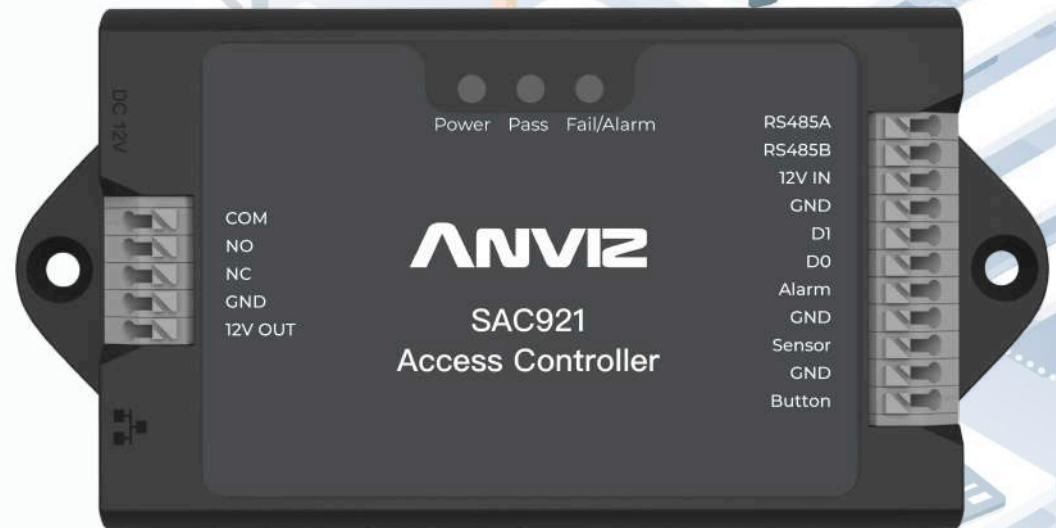 DC 12V
Power Pass Fail/Alarm
COM
NO
NC
GND
12V OUT
ANVIZ
SAC921
Access Controller
RS485A
RS485B
12V IN
GND
D1
D0
Alarm
GND
Sensor
GND
Button